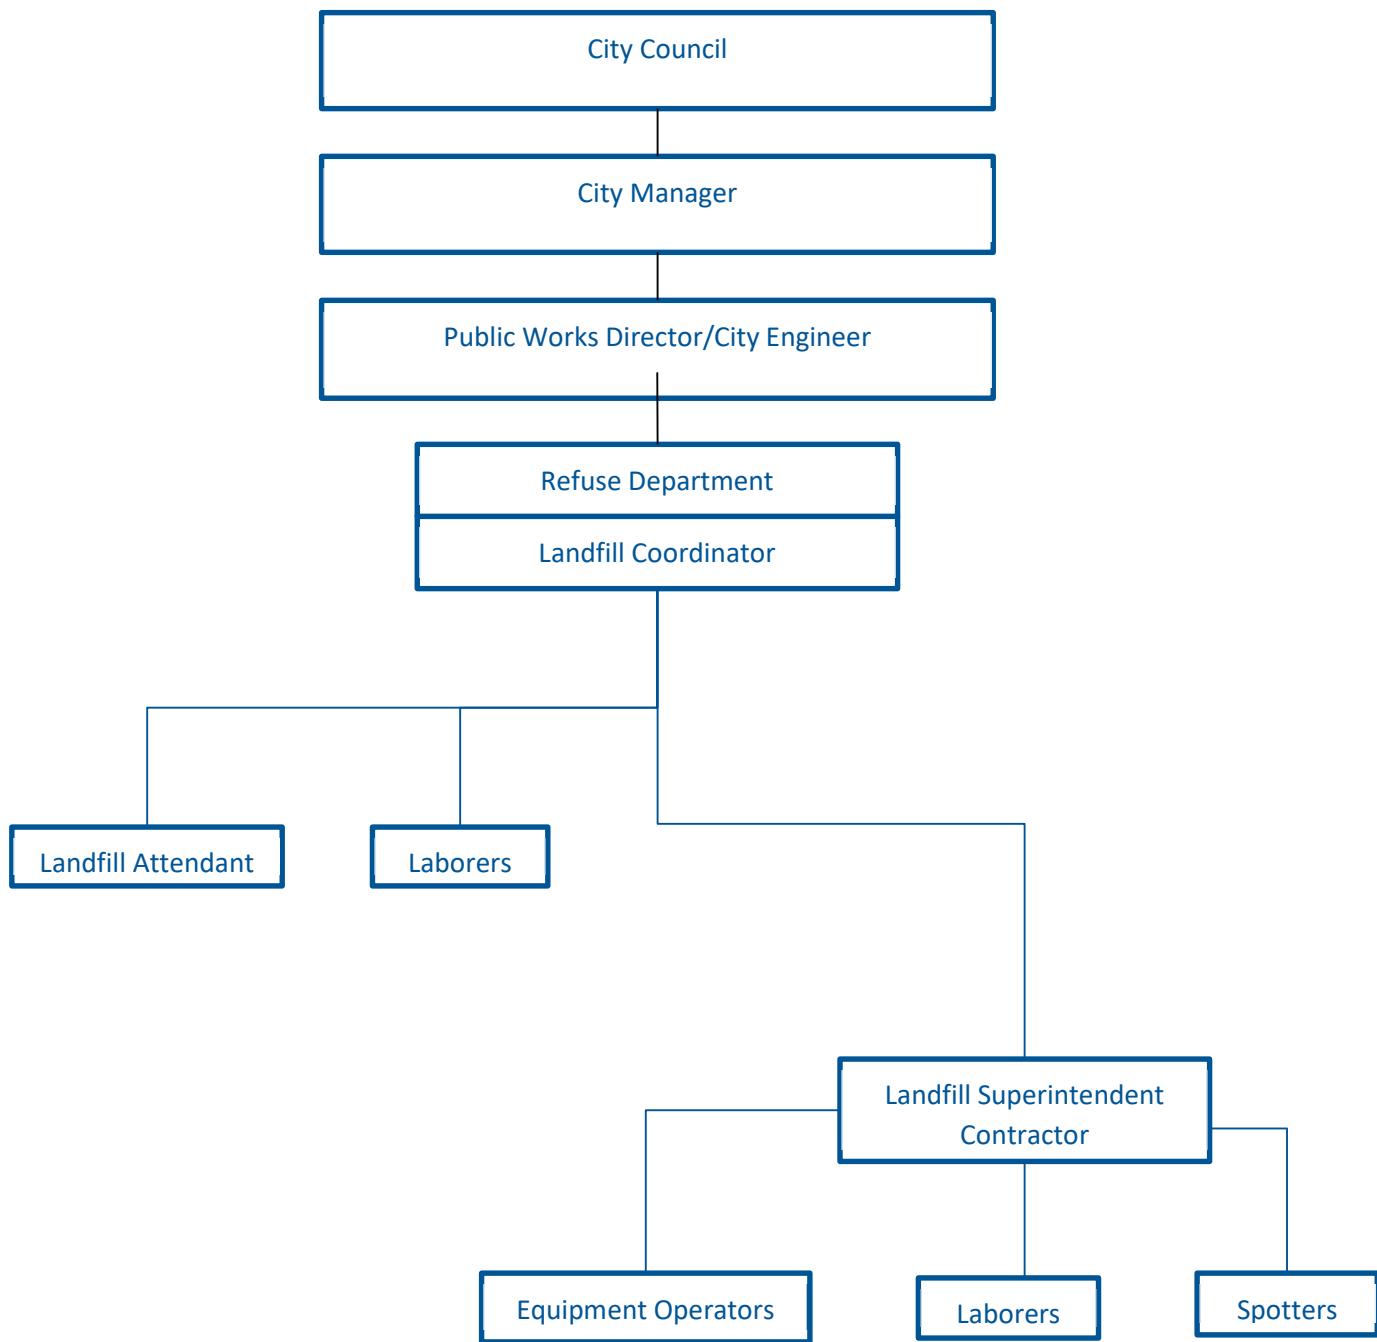 City Council
City Manager
Public Works Director/City Engineer
Refuse Department
Landfill Coordinator
Landfill Attendant
Laborers
Landfill Superintendent
Contractor
Equipment Operators
Laborers
Spotters